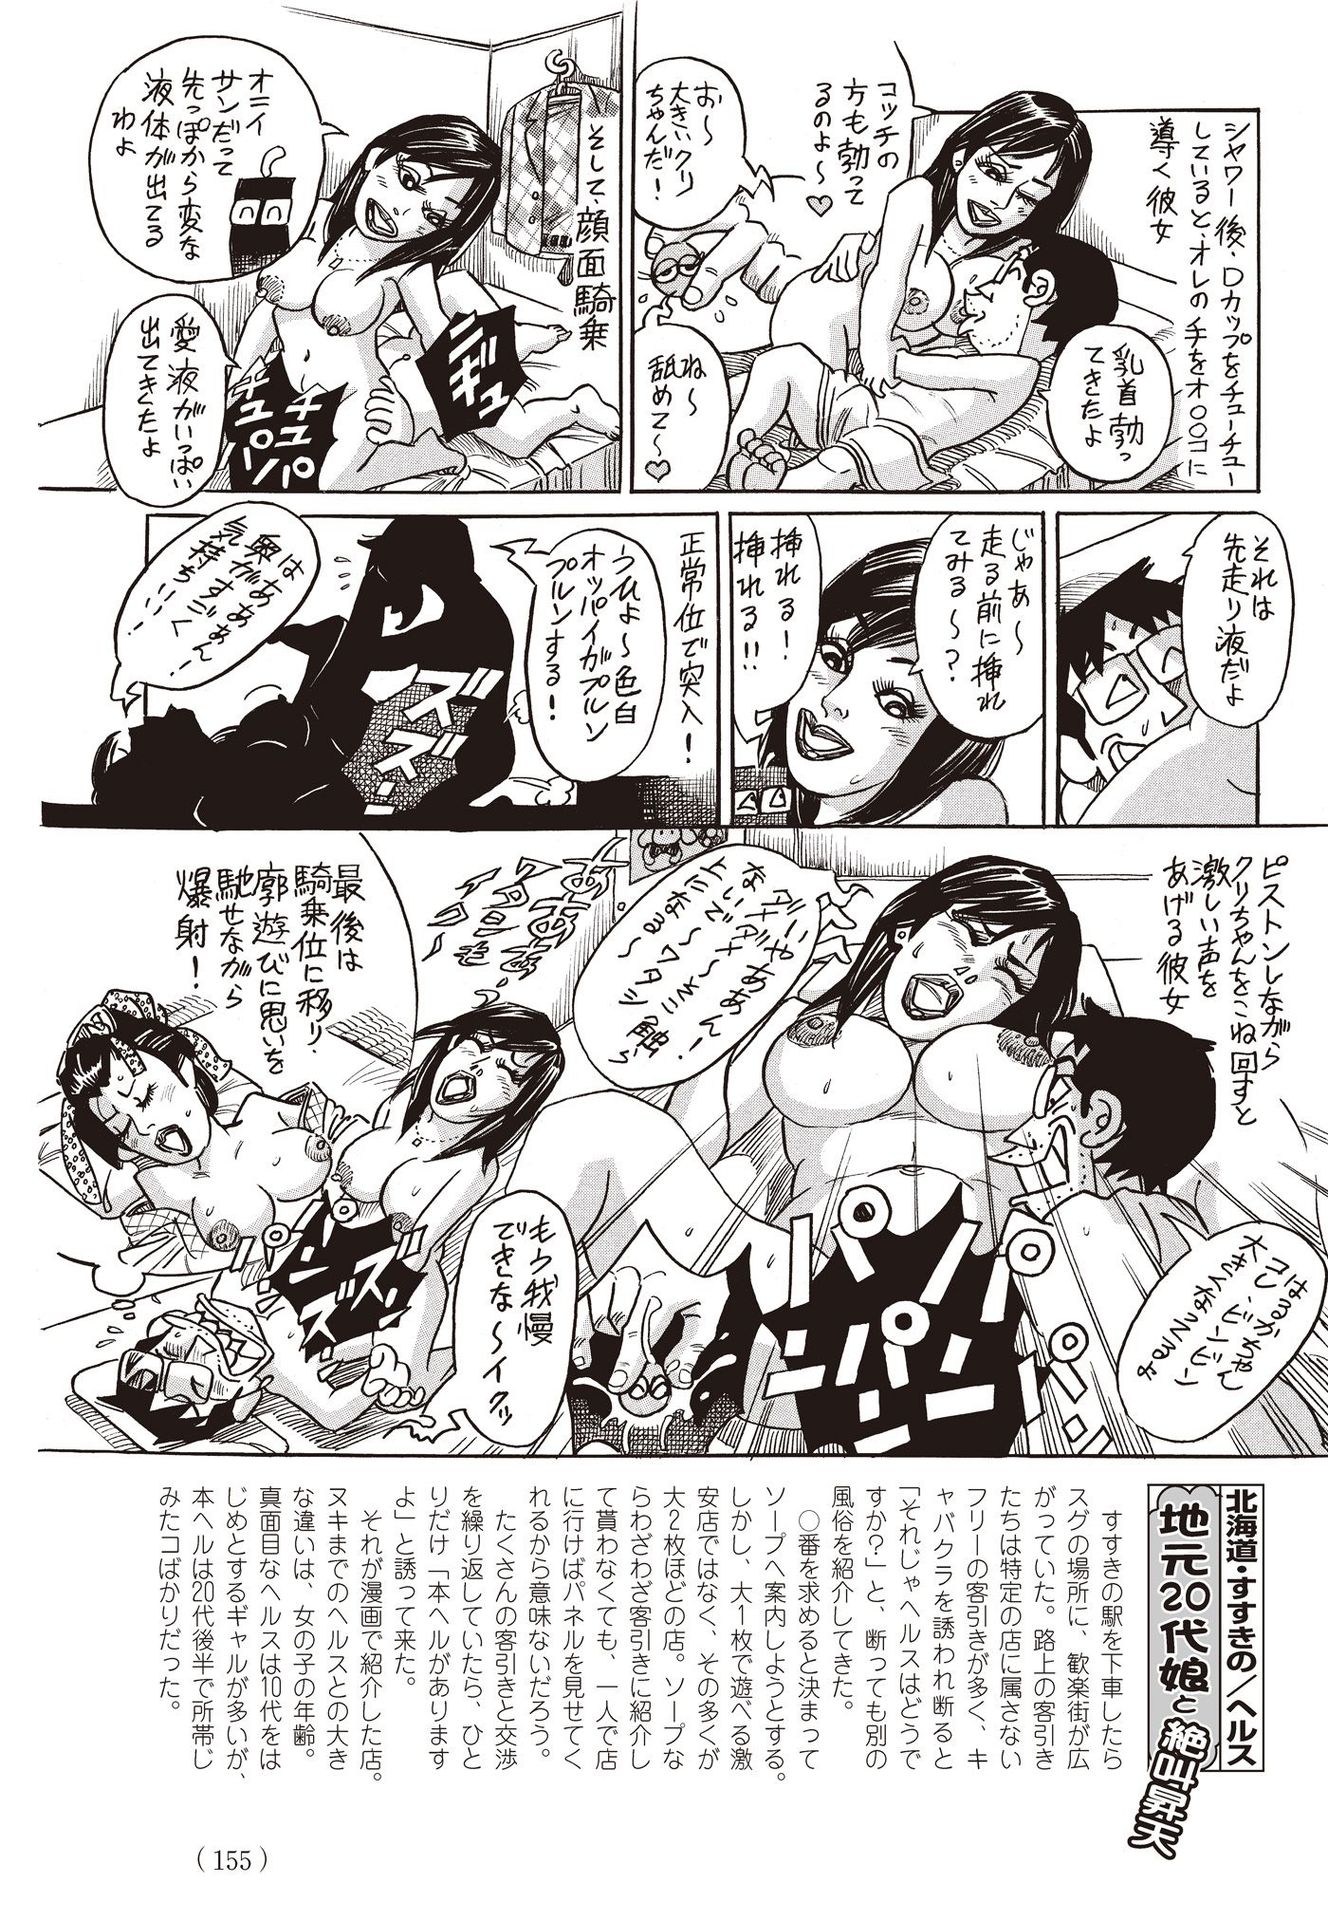 シャワー後、Dカップをチューチュー
しているとオレのチをオ○○コに
導く彼女
乳首勃っ
てきたよ
コッチの
方も勃って
るのよ～♡
お～
大きいクリ
ちゃんだ！
ね～
舐めて～♡
そして、顔面騎乗
オニイ
サンだって
先っぽから変な
液体が出てる
わよ
ニギュ
チュパ
チュパ
愛液がいっぱい
出てきたよ
それは
先走り液だよ
じゃあ～
走る前に挿れ
てみる～？
挿れる！
挿れる！！
正常位で突入！
うひょ～色白
オッパイがプルン
プルンする！
ズズ
ズズ
はああぁん！
奥がすごく
気持ちいい
ピストンしながら
クリちゃんをこね回すと
激しい声を
あげる彼女
パンパン
パンパン
最後は
騎乗位に移り、
廓遊びに思いを
馳せながら
爆射！
もう我慢
できな～イクッ
北海道・すすきの／ヘルス
地元20代娘と絶叫昇天
すすきの駅を下車したら
スグの場所に、歓楽街が広
がっていた。路上の客引き
たちは特定の店に属さない
フリーの客引きが多く、キ
ャバクラを誘われ断ると
「それじゃヘルスはどうで
すか？」と、断っても別の
風俗を紹介してきた。
○番を求めると決まって
ソープへ案内しようとする。
しかし、大1枚で遊べる激
安店ではなく、その多くが
大2枚ほどの店。ソープな
らわざわざ客引きに紹介し
て貰わなくても、一人で店
に行けばパネルを見せてく
れるから意味ないだろう。
たくさんの客引きと交渉
を繰り返していたら、ひと
りだけ「本ヘルがあります
よ」と誘って来た。
それが漫画で紹介した店。
ヌキまでのヘルスとの大き
な違いは、女の子の年齢。
真面目なヘルスは10代をは
じめとするギャルが多いが、
本ヘルは20代後半で所帯じ
みたコばかりだった。
（155）